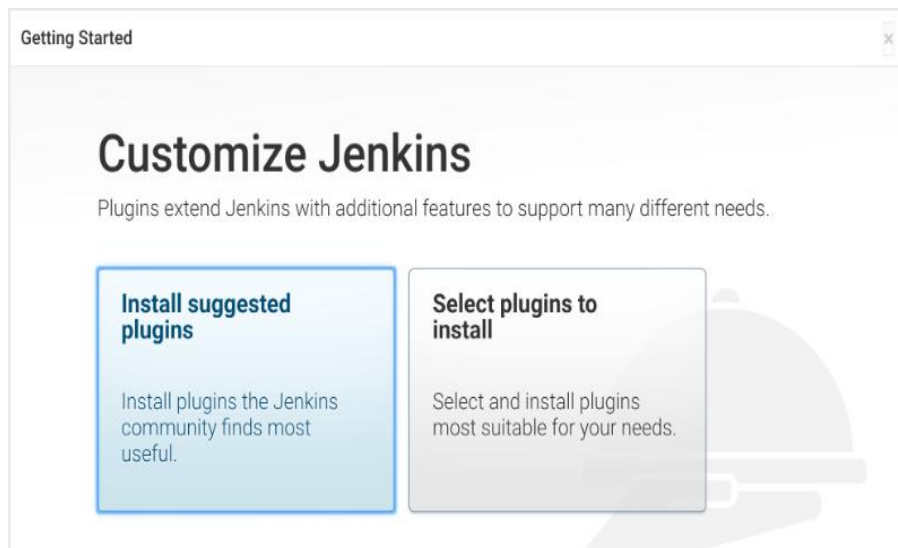 Getting Started
×
Customize Jenkins
Plugins extend Jenkins with additional features to support many different needs.
Install suggested
plugins
Install plugins the Jenkins
community finds most
useful.
Select plugins to
install
Select and install plugins
most suitable for your needs.